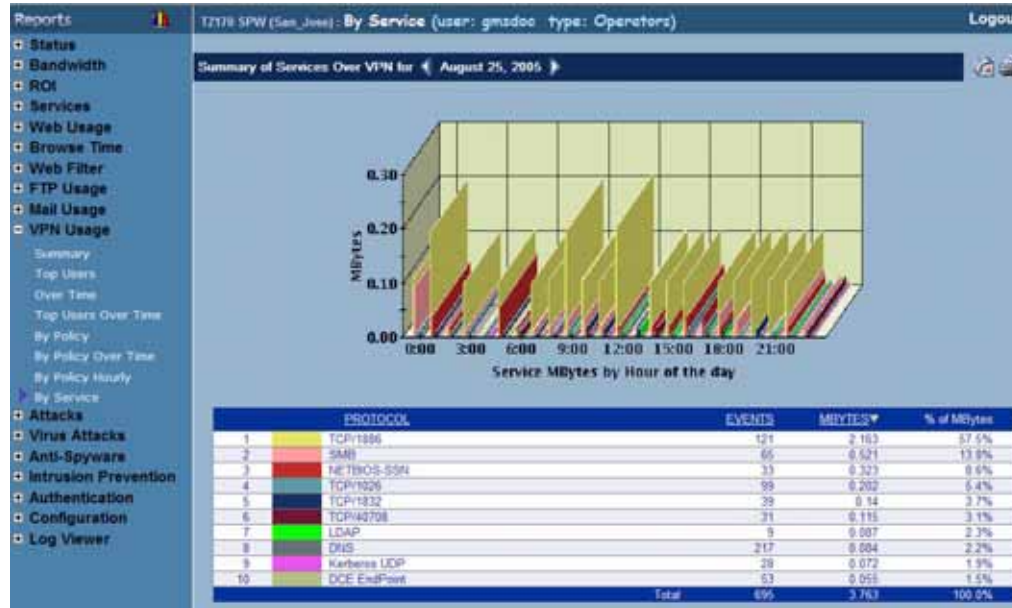 Reports
Status
Bandwidth
ROI
Services
Web Usage
Browse Time
Web Filter
FTP Usage
Mail Usage
VPN Usage
Summary
Top Users
Over Time
Top Users Over Time
By Policy
By Policy Over Time
By Policy Hourly
By Service
Attacks
Virus Attacks
Anti-Spyware
Intrusion Prevention
Authentication
Configuration
Log Viewer
SPW (San_Jose) : By Service (user: gmsdoc type: Operators)
Logou
Summary of Services Over VPN for August 25, 2005
MBytes
0.30
0.20
0.10
0.00
0:00 3:00 6:00 9:00 12:00 15:00 18:00 21:00
Service MBytes by Hour of the day
PROTOCOL EVENTS MBYTES % of MBytes
1 TCP/1886 121 2.163 57.5%
2 SMB 65 0.521 13.8%
3 NETBIOS-SSN 33 0.323 8.6%
4 TCP/1026 99 0.202 5.4%
5 TCP/1832 39 0.14 3.7%
6 TCP/40708 31 0.115 3.1%
7 LDAP 9 0.087 2.3%
8 DNS 217 0.084 2.2%
9 Kerberos UDP 28 0.072 1.9%
10 DCE EndPoint 53 0.055 1.5%
Total 695 3.763 100.0%